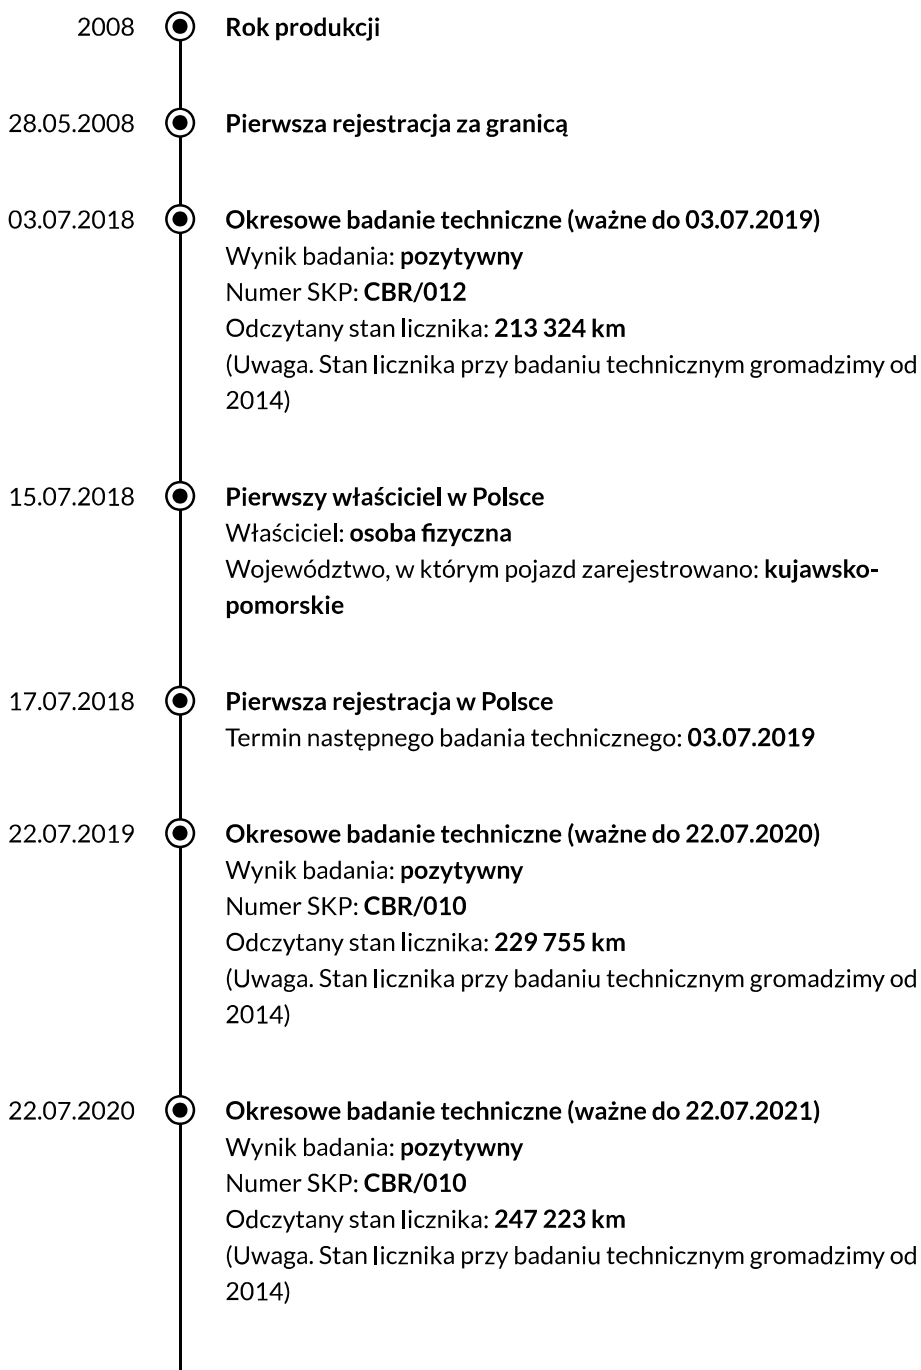 2008 Rok produkcji
28.05.2008 Pierwsza rejestracja za granicą
03.07.2018 Okresowe badanie techniczne (ważne do 03.07.2019)
Wynik badania: pozytywny
Numer SKP: CBR/012
Odczytany stan licznika: 213 324 km
(Uwaga. Stan licznika przy badaniu technicznym gromadzimy od
2014)
15.07.2018 Pierwszy właściciel w Polsce
Właściciel: osoba fizyczna
Województwo, w którym pojazd zarejestrowano: kujawsko-
pomorskie
17.07.2018 Pierwsza rejestracja w Polsce
Termin następnego badania technicznego: 03.07.2019
22.07.2019 Okresowe badanie techniczne (ważne do 22.07.2020)
Wynik badania: pozytywny
Numer SKP: CBR/010
Odczytany stan licznika: 229 755 km
(Uwaga. Stan licznika przy badaniu technicznym gromadzimy od
2014)
22.07.2020 Okresowe badanie techniczne (ważne do 22.07.2021)
Wynik badania: pozytywny
Numer SKP: CBR/010
Odczytany stan licznika: 247 223 km
(Uwaga. Stan licznika przy badaniu technicznym gromadzimy od
2014)